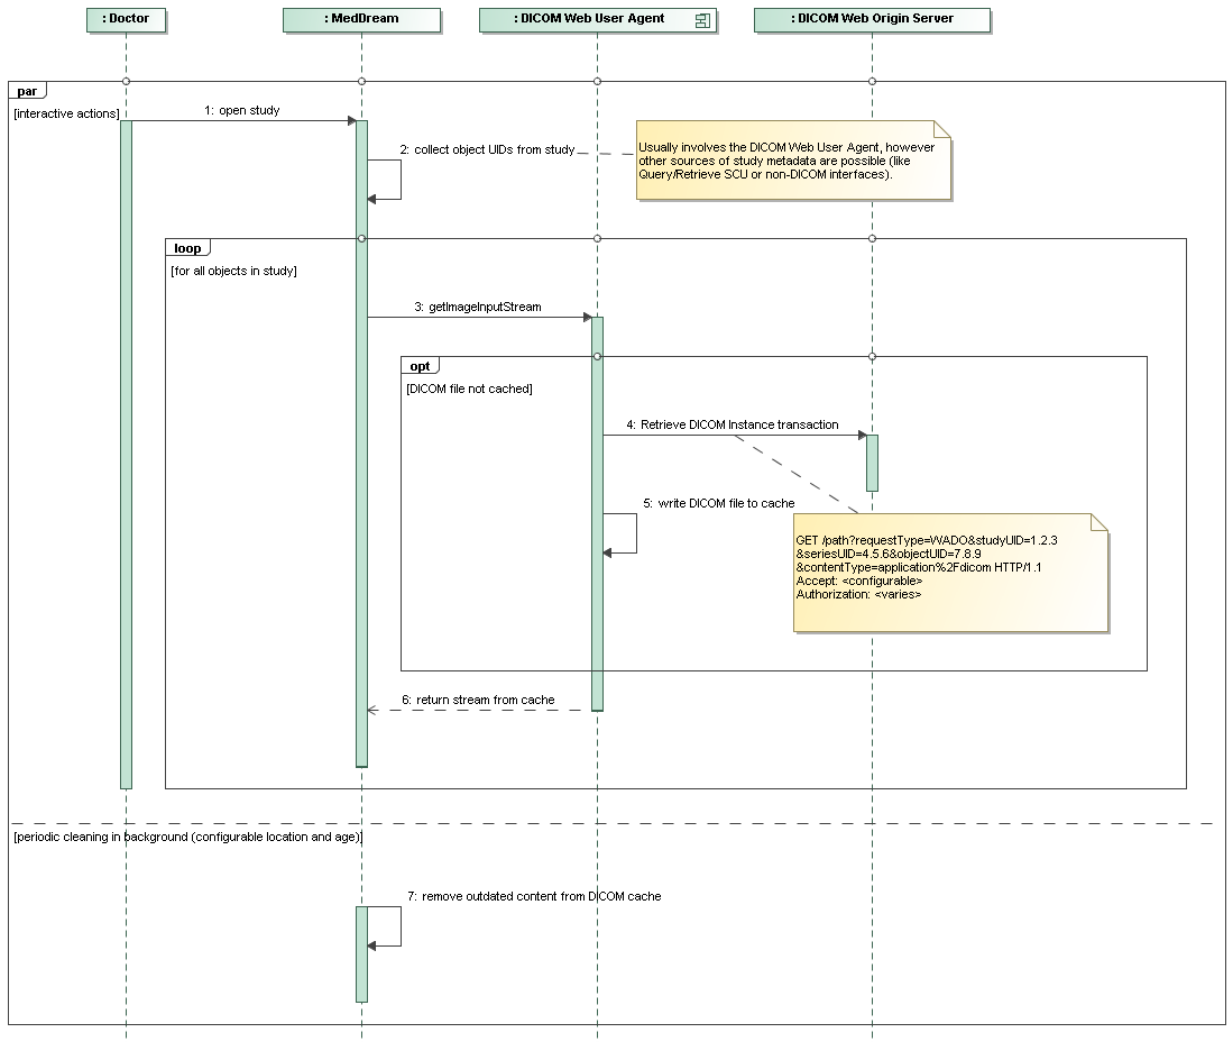 : Doctor
: MedDream
: DICOM Web User Agent
: DICOM Web Origin Server
par
[interactive actions]
1: open study
2: collect object UIDs from study
Usually involves the DICOM Web User Agent, however
other sources of study metadata are possible (like
Query/Retrieve SCU or non-DICOM interfaces).
loop
[for all objects in study]
3: getImageInputStream
opt
[DICOM file not cached]
4: Retrieve DICOM Instance transaction
5: write DICOM file to cache
GET /path?requestType=WADO&studyUID=1.2.3
&seriesUID=4.5.6&objectUID=7.8.9
&contentType=application%2Fdicom HTTP/1.1
Accept: <configurable>
Authorization: <varies>
6: return stream from cache
[periodic cleaning in background (configurable location and age)]
7: remove outdated content from DICOM cache